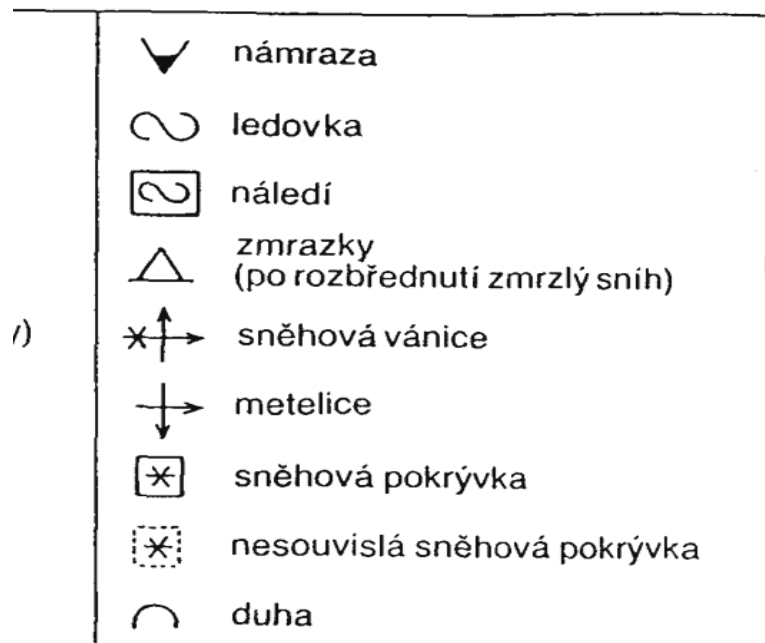 námraza
ledovka
náledí
zmrazky
(po rozbřednutí zmrzlý sníh)
/)
sněhová vánice
metelice
sněhová pokrývka
nesouvislá sněhová pokrývka
duha